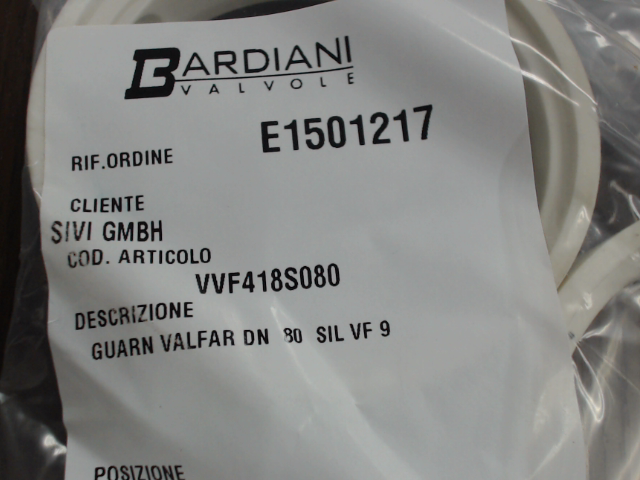 BARDIANI
VALVOLE
RIF.ORDINE E1501217
CLIENTE
SIVI GMBH
COD. ARTICOLO
VVF418S080
DESCRIZIONE
GUARN VALFAR DN 80 SIL VF 9
POSIZIONE